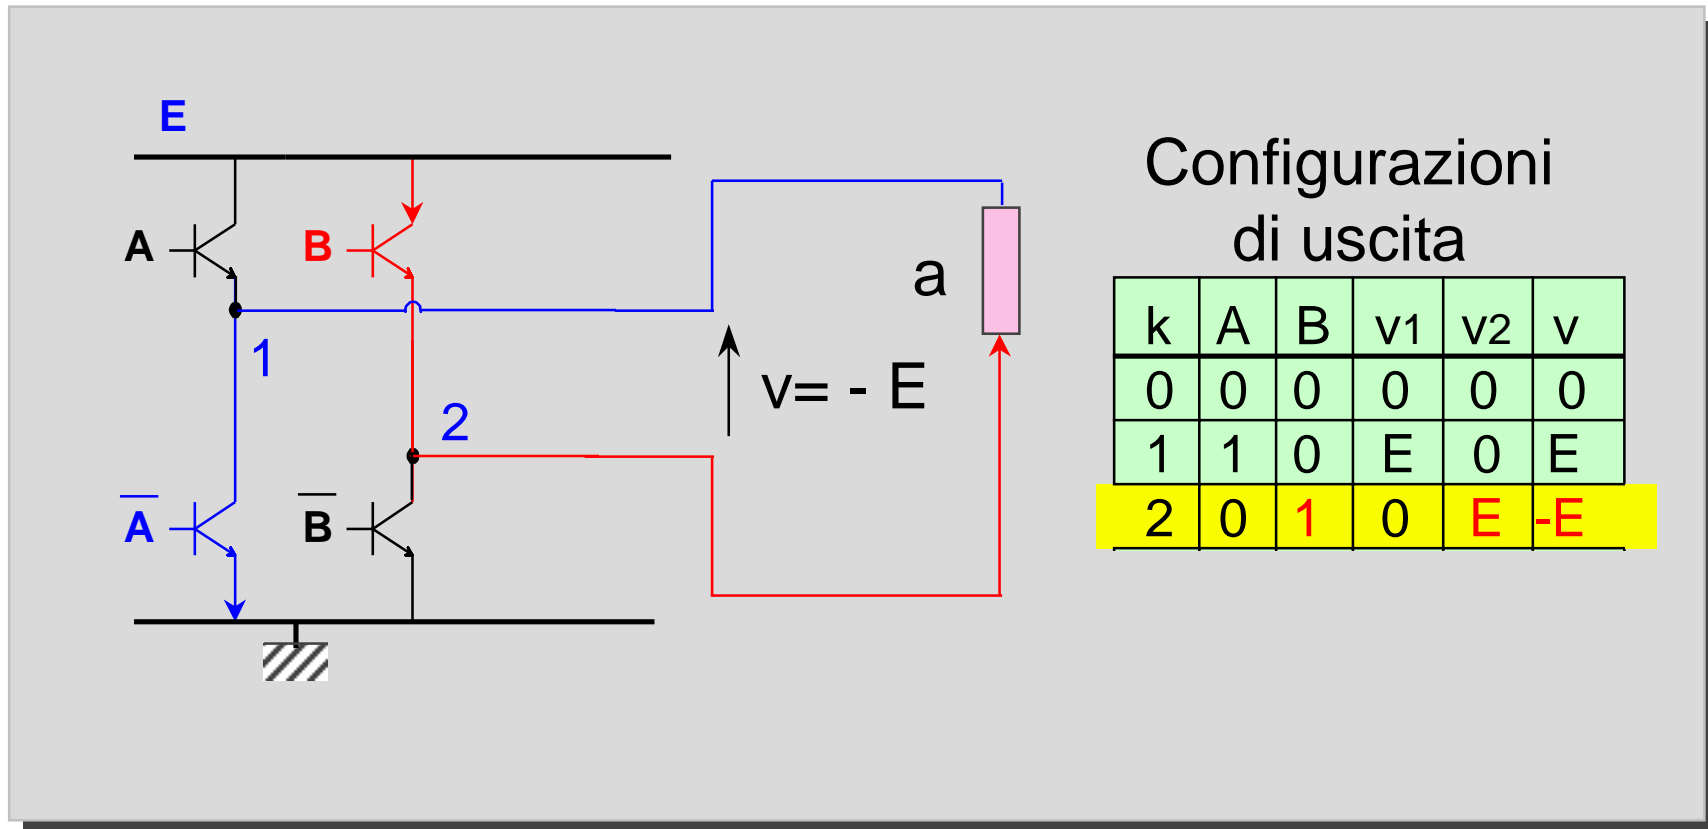 E
A
B
1
2
A̅
B̅
a
v= - E
Configurazioni
di uscita
k A B v1 v2 v
0 0 0 0 0 0
1 1 0 E 0 E
2 0 1 0 E -E